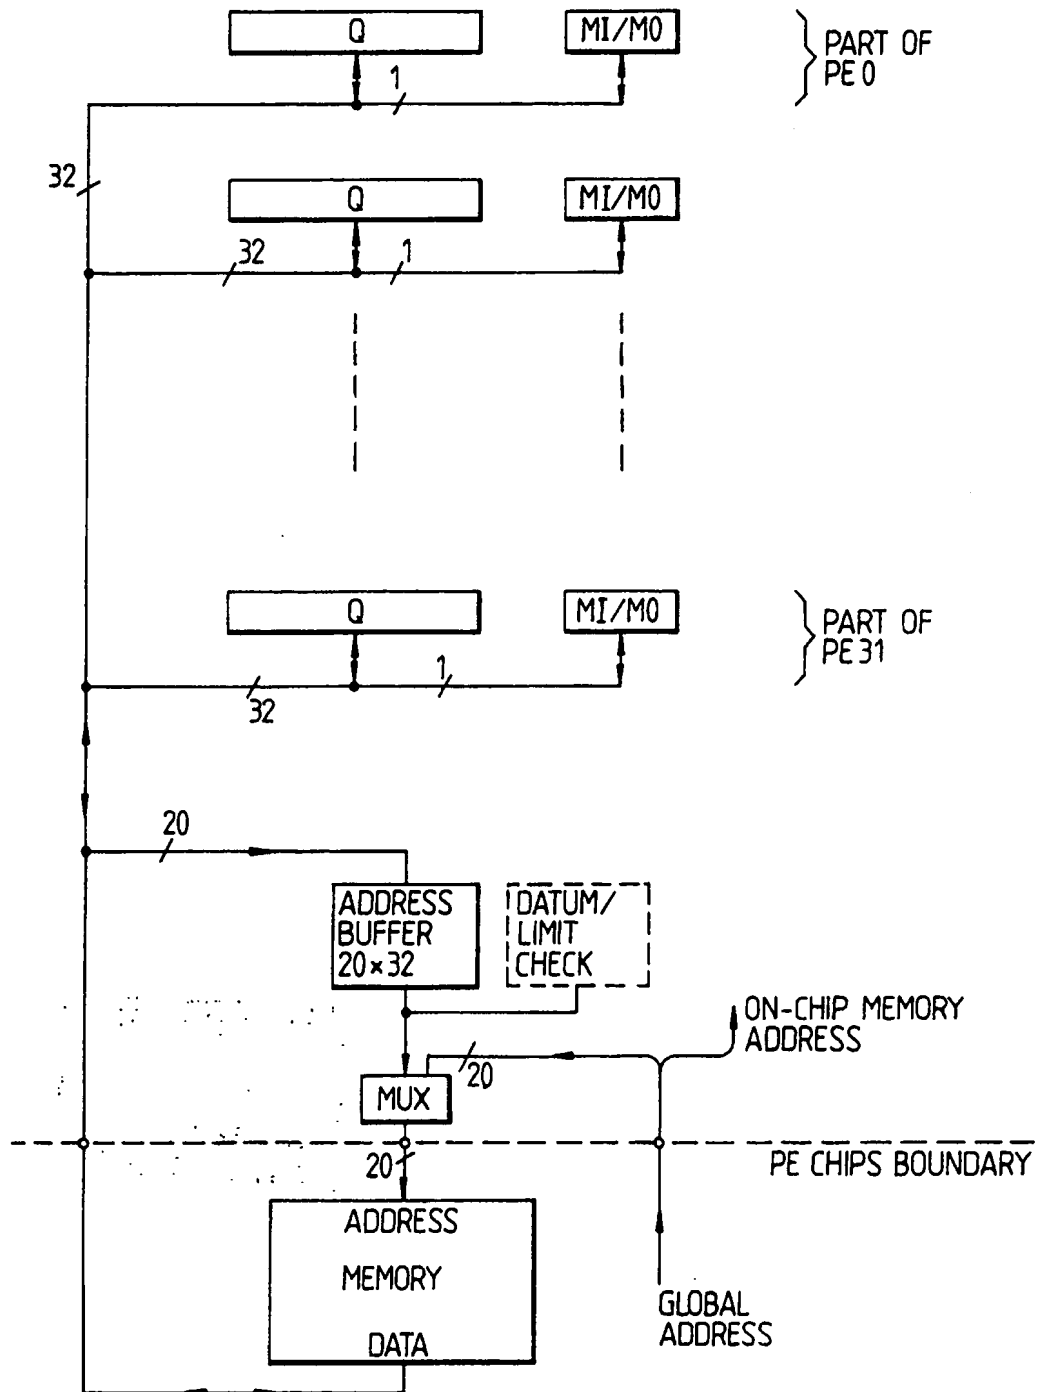 Q
MI/MO
PART OF
PE 0
1
32
Q
MI/MO
32
1
Q
MI/MO
PART OF
PE 31
1
32
20
ADDRESS
BUFFER
20×32
DATUM/
LIMIT
CHECK
ON-CHIP MEMORY
ADDRESS
20
MUX
PE CHIPS BOUNDARY
20
ADDRESS
MEMORY
DATA
GLOBAL
ADDRESS